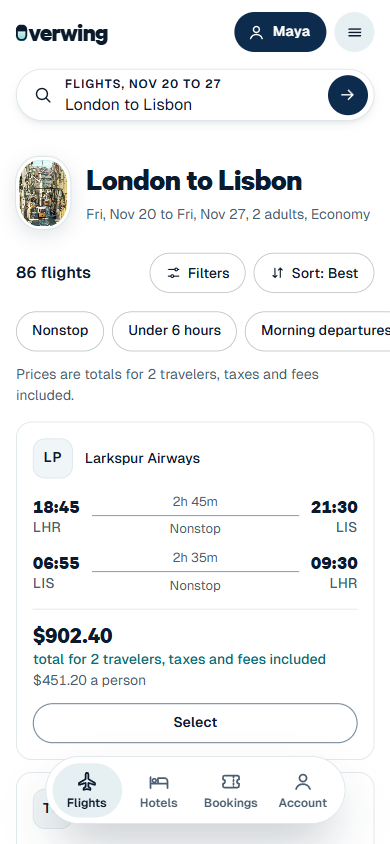 overwing
Maya
FLIGHTS, NOV 20 TO 27
London to Lisbon
London to Lisbon
Fri, Nov 20 to Fri, Nov 27, 2 adults, Economy
86 flights
Filters
Sort: Best
Nonstop
Under 6 hours
Morning departures
Prices are totals for 2 travelers, taxes and fees
included.
LP
Larkspur Airways
18:45
2h 45m
21:30
LHR
Nonstop
LIS
06:55
2h 35m
09:30
LIS
Nonstop
LHR
$902.40
total for 2 travelers, taxes and fees included
$451.20 a person
Select
Flights
Hotels
Bookings
Account